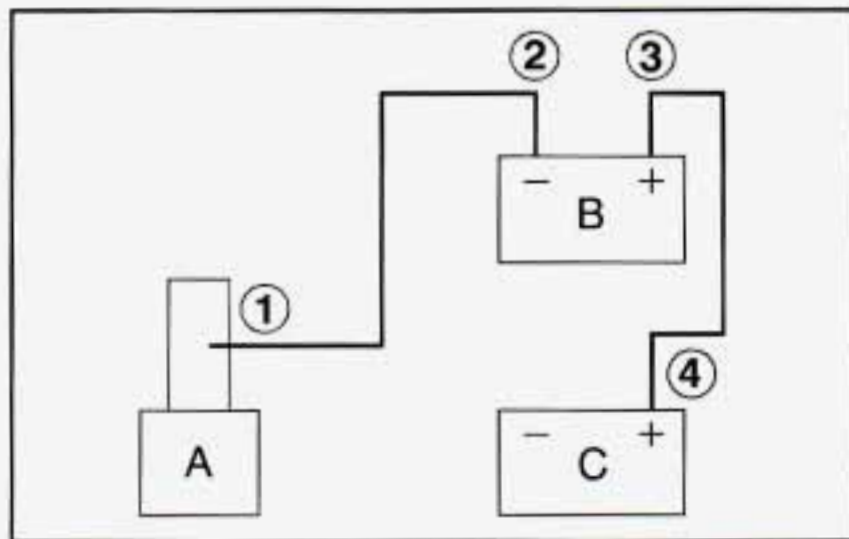 ② ③
− +
B
①
④
− +
A C